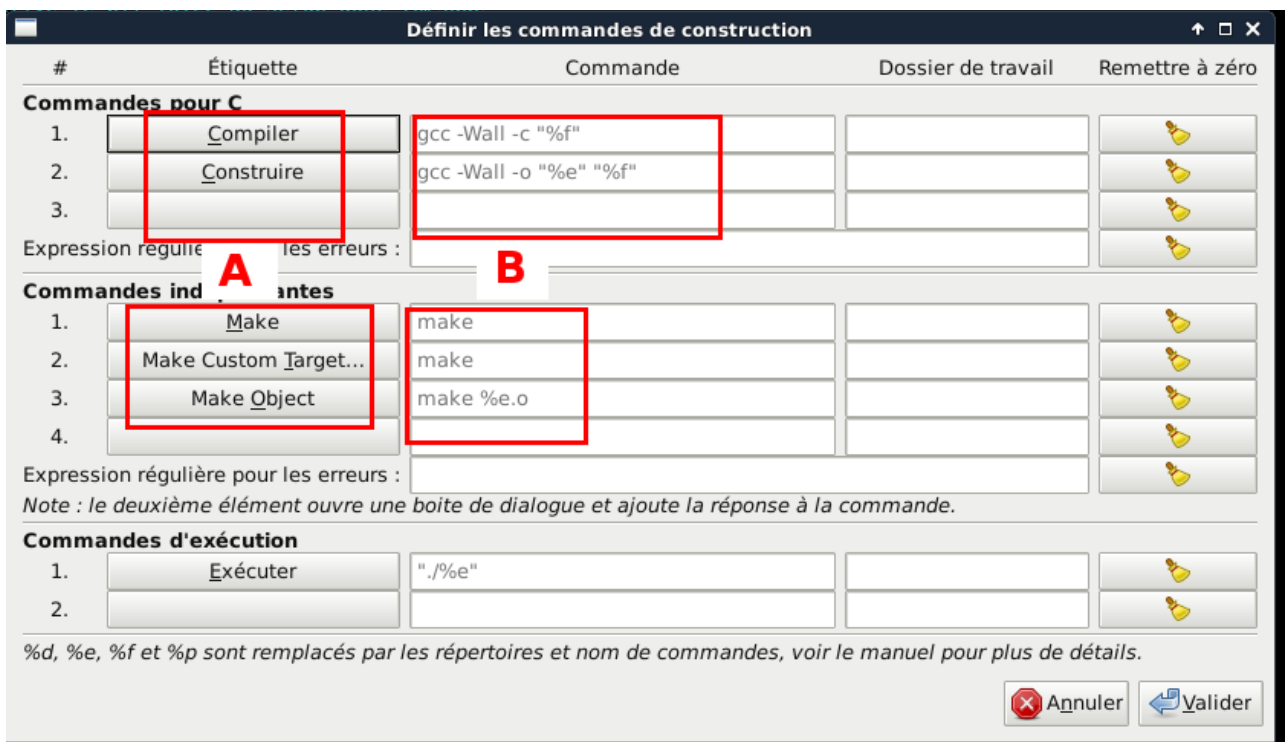 Définir les commandes de construction
# Étiquette Commande Dossier de travail Remettre à zéro
Commandes pour C
1. Compiler gcc -Wall -c "%f"
2. Construire gcc -Wall -o "%e" "%f"
3.
Expression les erreurs :
A B
Commandes
1. Make make
2. Make Custom Target... make
3. Make Object make %e.o
4.
Expression régulière pour les erreurs :
Note : le deuxième élément ouvre une boite de dialogue et ajoute la réponse à la commande.
Commandes d'exécution
1. Exécuter "./%e"
2.
%d, %e, %f et %p sont remplacés par les répertoires et nom de commandes, voir le manuel pour plus de détails.
Annuler Valider